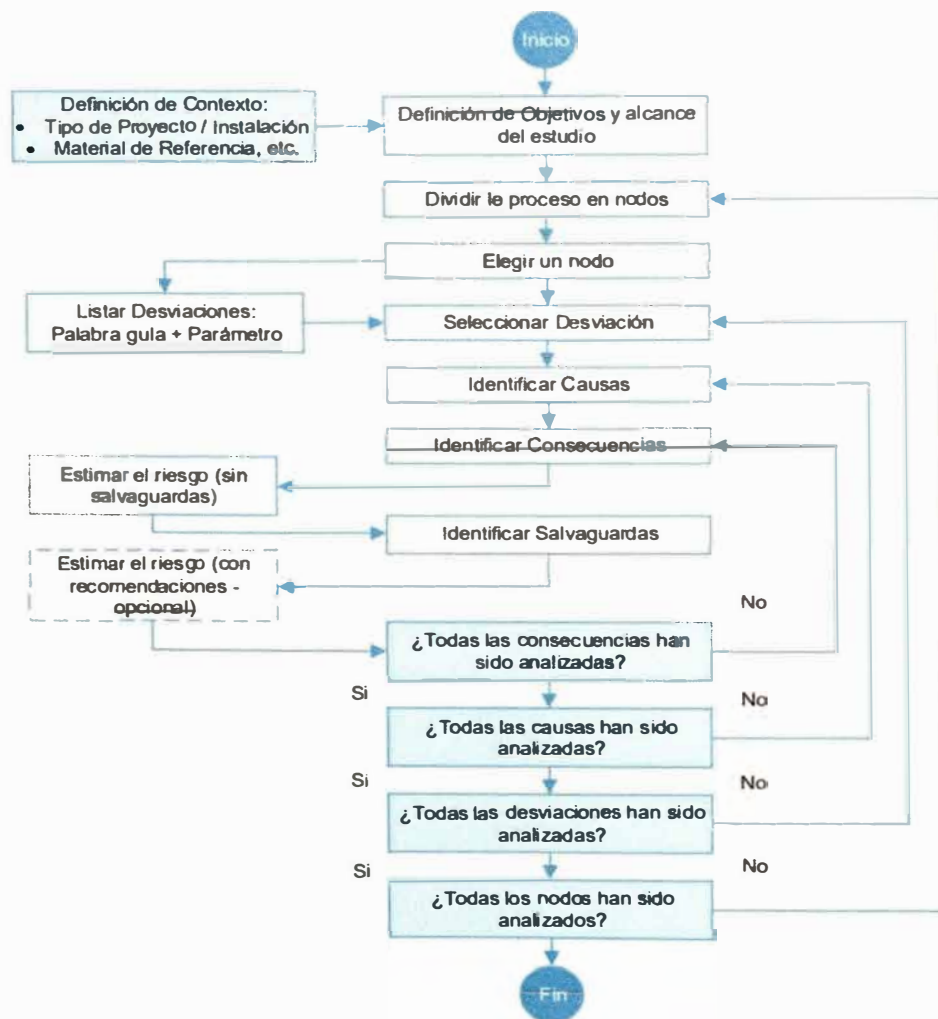 Inicio
Definición de Contexto:
• Tipo de Proyecto / Instalación
• Material de Referencia, etc.
Definición de Objetivos y alcance
del estudio
Dividir le proceso en nodos
Elegir un nodo
Listar Desviaciones:
Palabra gula + Parámetro
Seleccionar Desviación
Identificar Causas
Identificar Consecuencias
Estimar el riesgo (sin
salvaguardas)
Identificar Salvaguardas
Estimar el riesgo (con
recomendaciones -
opcional)
No
¿Todas las consecuencias han
sido analizadas?
Si
No
¿Todas las causas han sido
analizadas?
Si
No
¿Todas las desviaciones han sido
analizadas?
Si
No
¿Todas los nodos han sido
analizados?
Fin